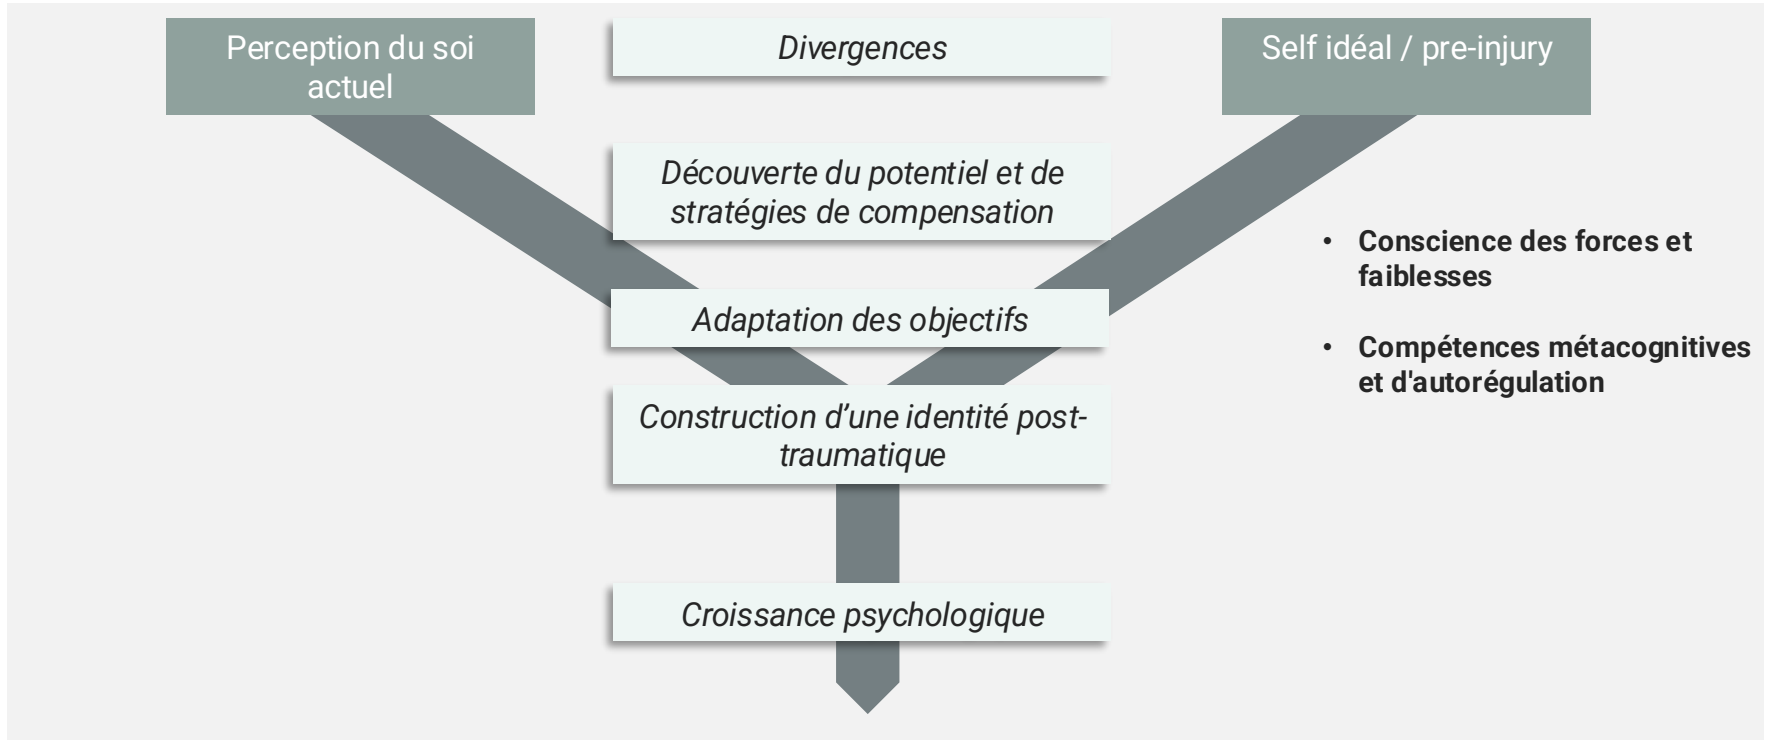 Perception du soi
actuel
Divergences
Self idéal / pre-injury
Découverte du potentiel et de
stratégies de compensation
Adaptation des objectifs
Construction d’une identité post-
traumatique
Croissance psychologique
• Conscience des forces et
faiblesses
• Compétences métacognitives
et d'autorégulation